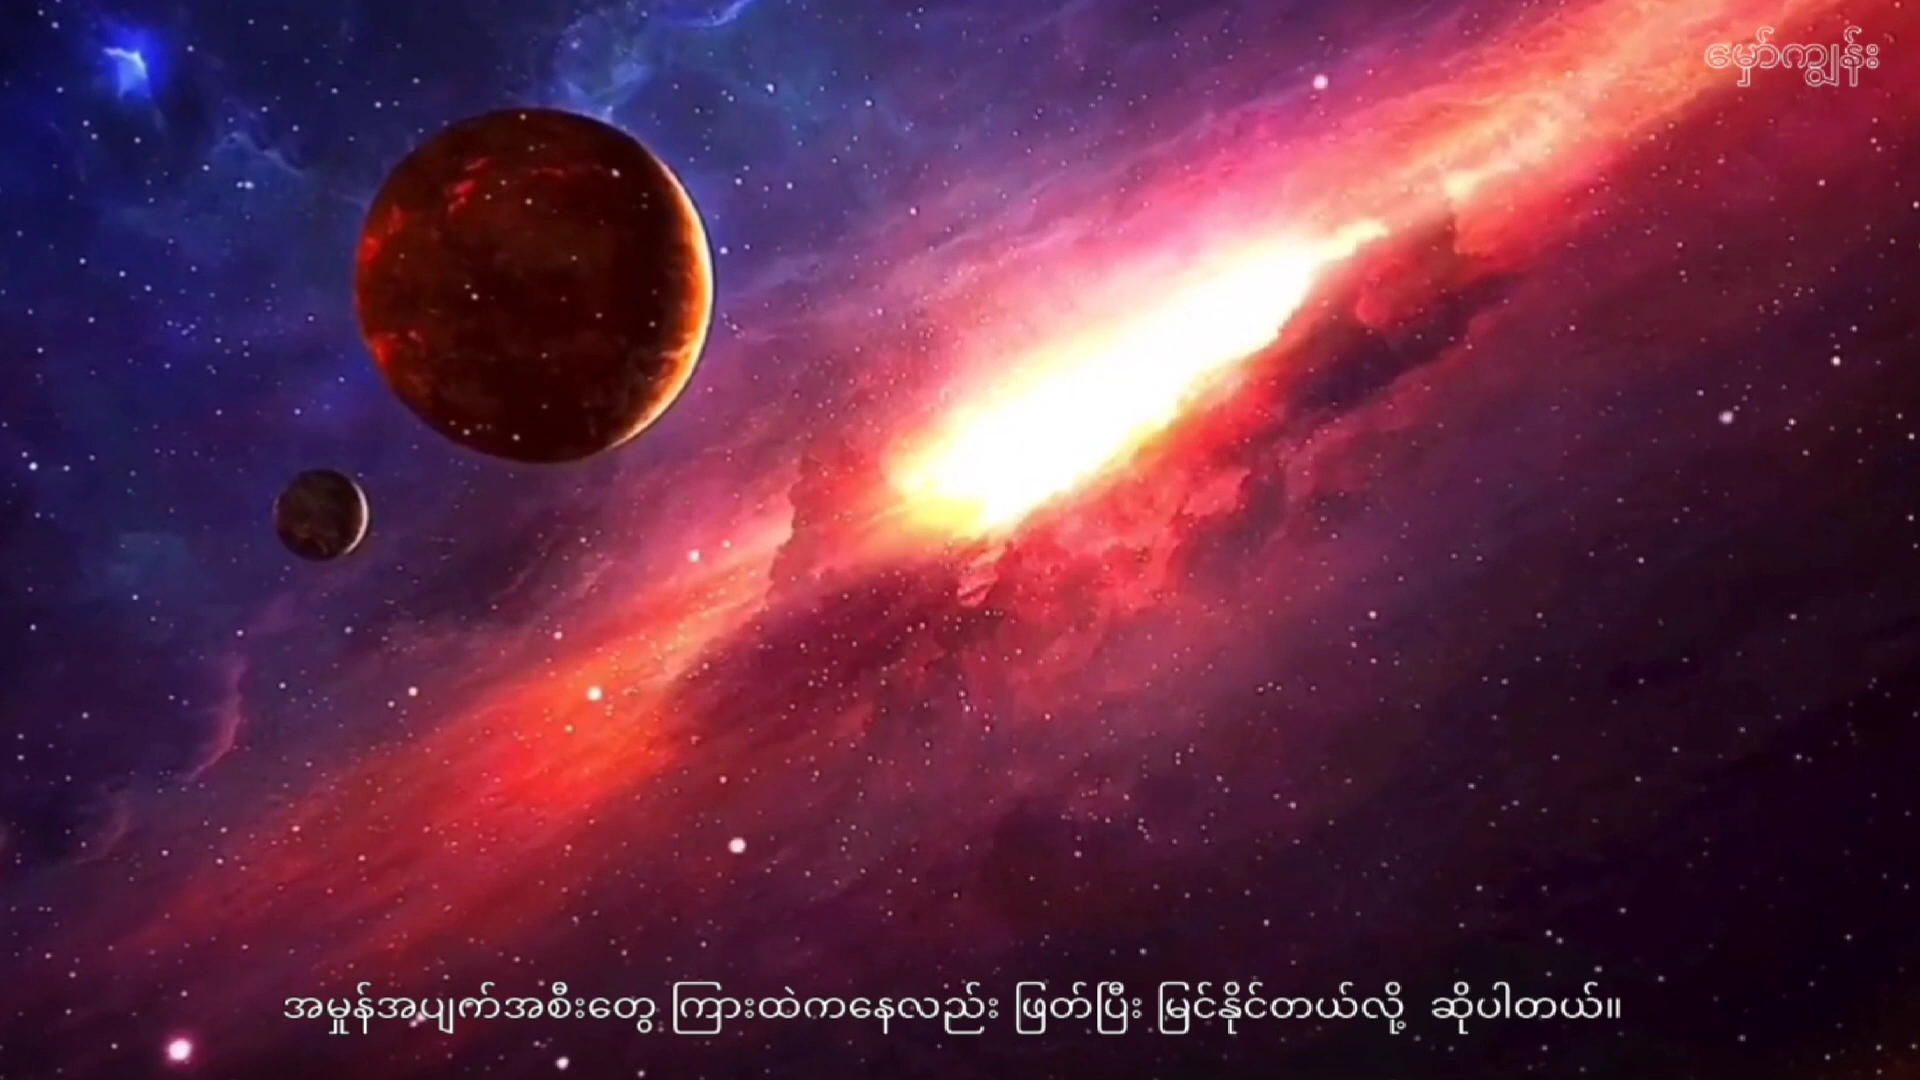 မှော်ကျွန်း
အမှုန်အပျက်အစီးတွေ ကြားထဲကနေလည်း ဖြတ်ပြီး မြင်နိုင်တယ်လို့ ဆိုပါတယ်။